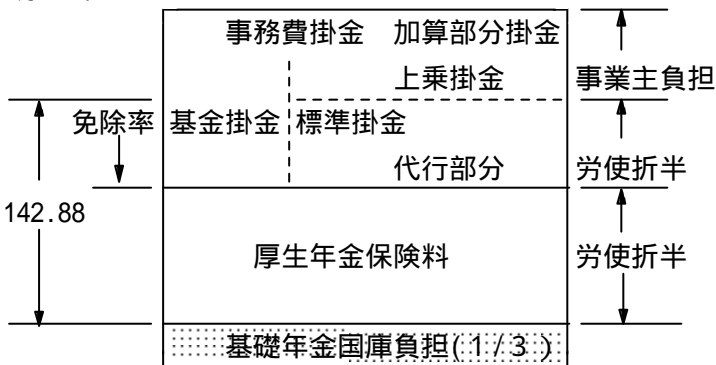 事務費掛金 加算部分掛金
上乗掛金 事業主負担
免除率 基金掛金 標準掛金
代行部分 労使折半
142.88
厚生年金保険料 労使折半
基礎年金国庫負担(1/3)